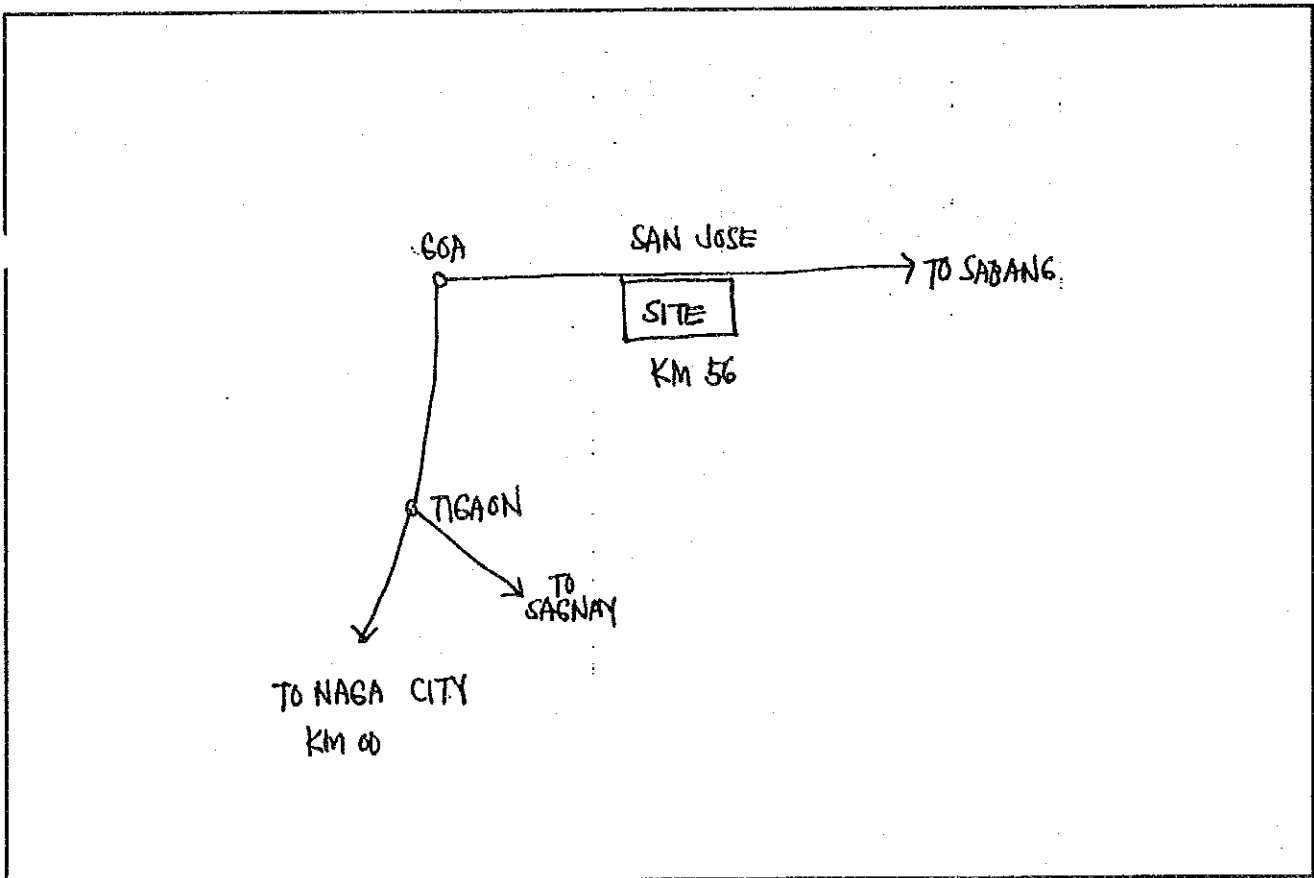 GOA
SAN JOSE
TO SABANG
SITE
KM 56
TIGAON
TO
SAGNAY
TO NAGA CITY
KM 00